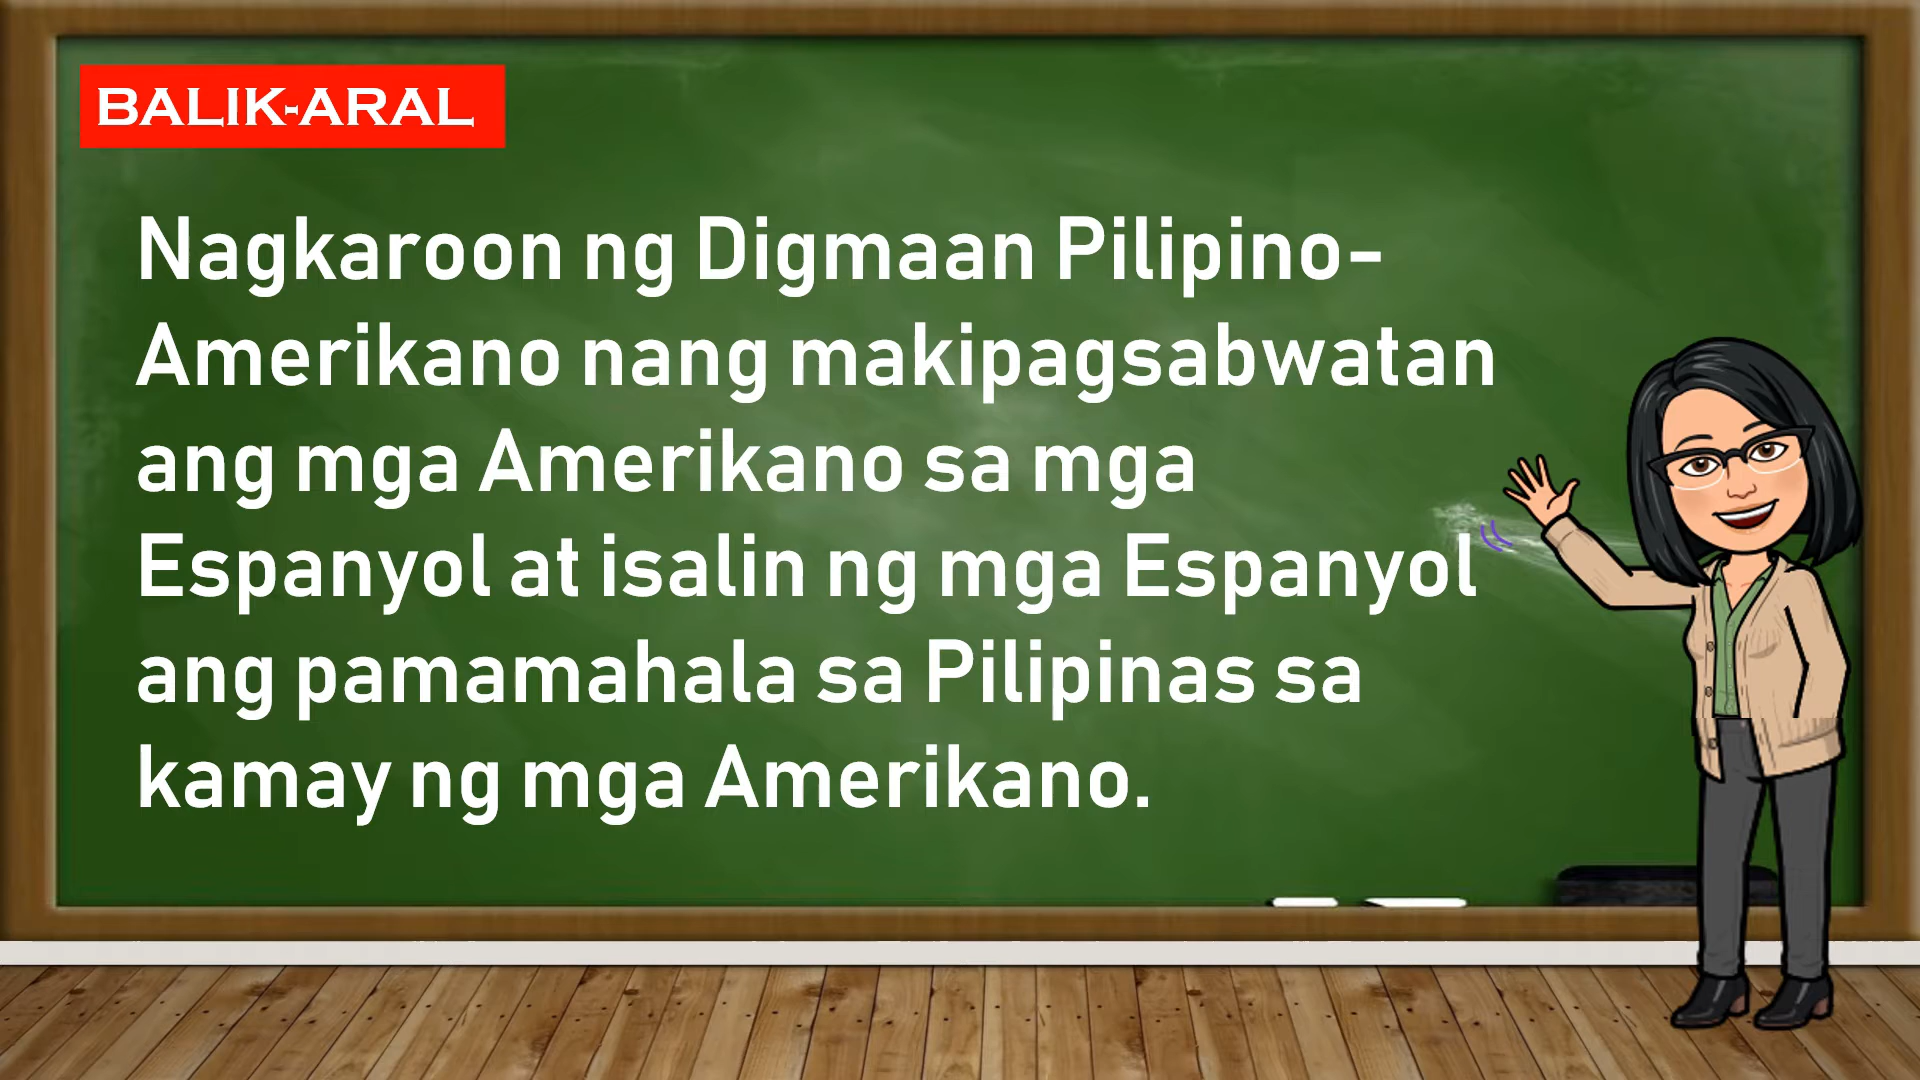 BALIK-ARAL
Nagkaroon ng Digmaan Pilipino-
Amerikano nang makipagsabwatan
ang mga Amerikano sa mga
Espanyol at isalin ng mga Espanyol
ang pamamahala sa Pilipinas sa
kamay ng mga Amerikano.